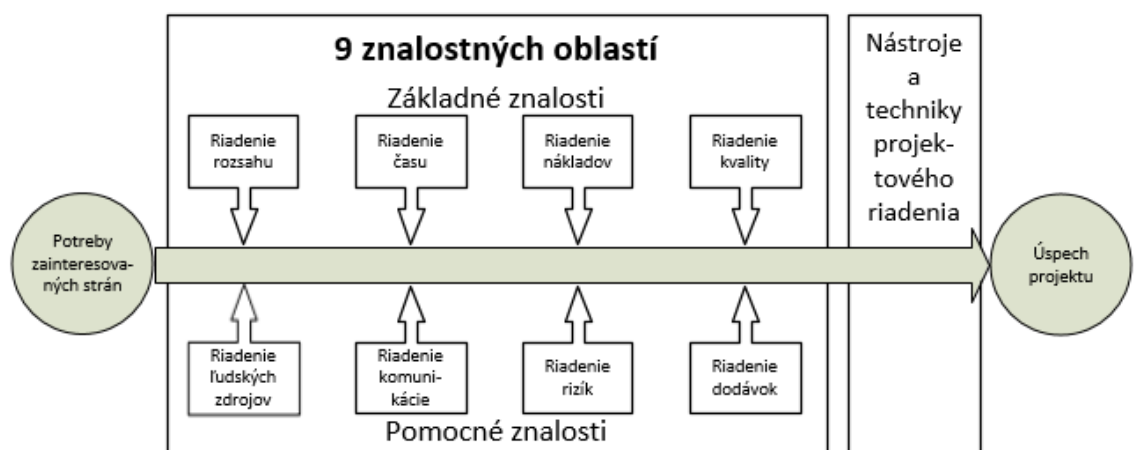 9 znalostných oblastí
Základné znalosti
Riadenie
rozsahu
Riadenie
času
Riadenie
nákladov
Riadenie
kvality
Nástroje
a
techniky
projek-
tového
riadenia
Potreby
zainteresova-
ných strán
Úspech
projektu
Riadenie
ľudských
zdrojov
Riadenie
komuni-
kácie
Riadenie
rizík
Riadenie
dodávok
Pomocné znalosti